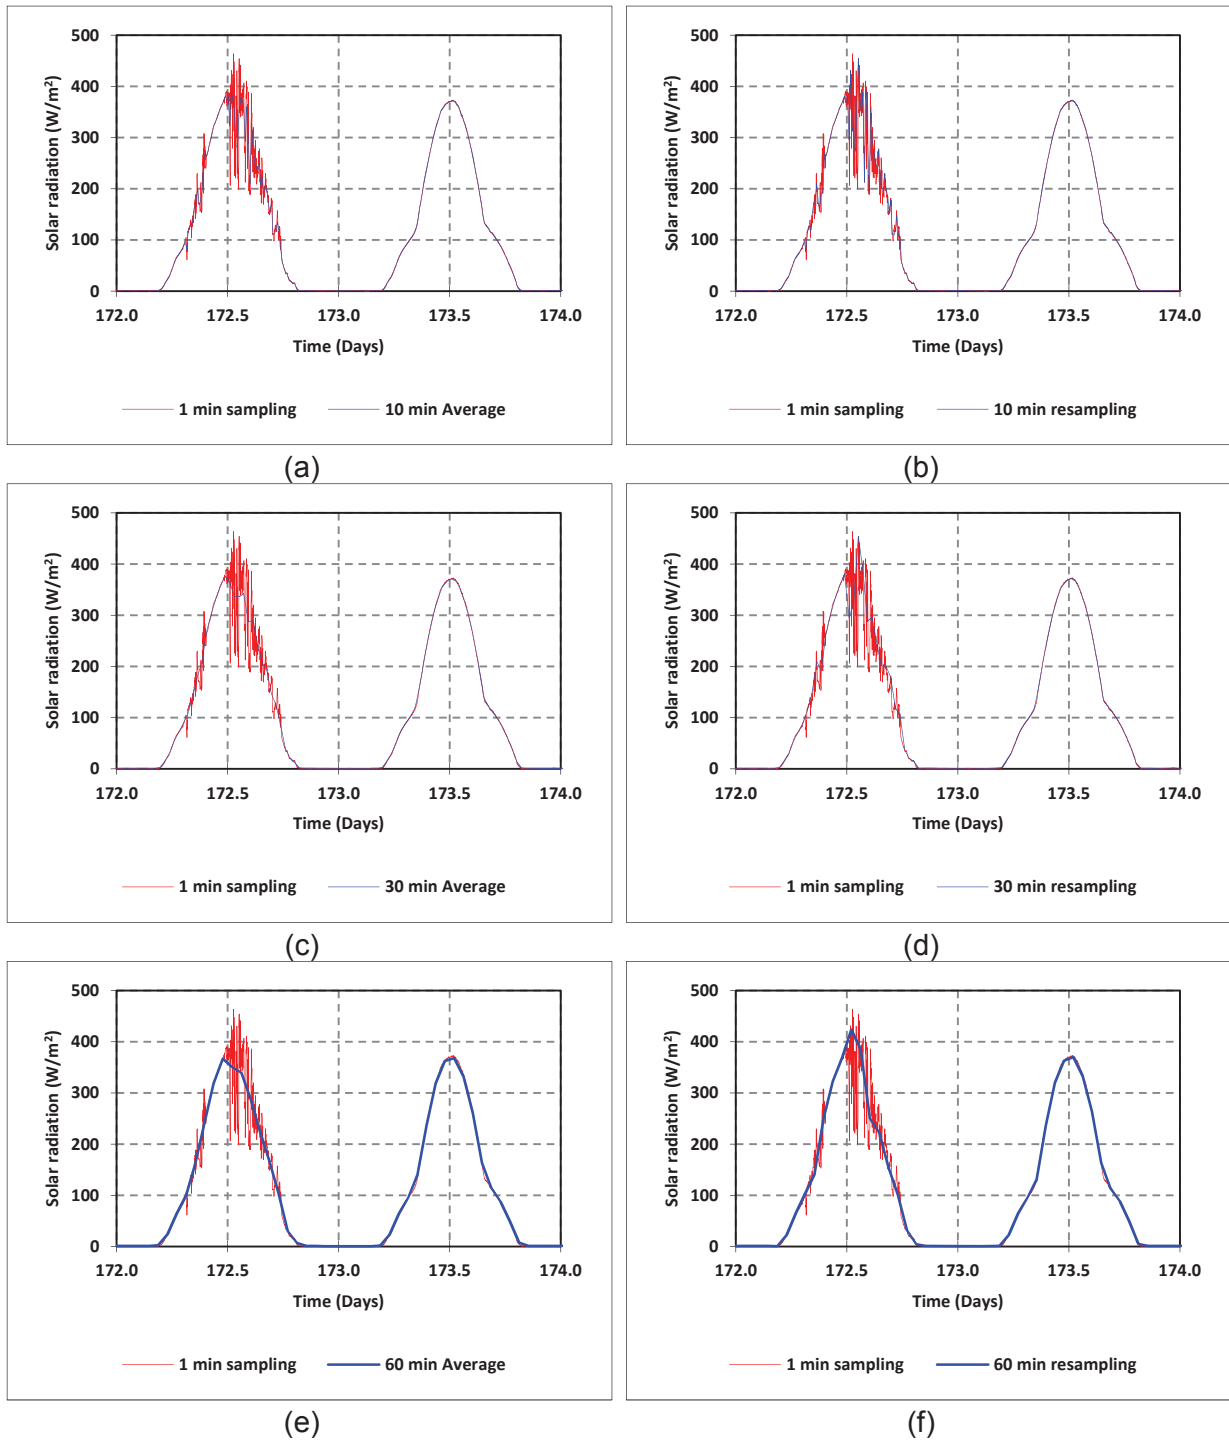 500
400
300
200
100
0
Solar radiation (W/m²)
172.0 172.5 173.0 173.5 174.0
Time (Days)
1 min sampling 10 min Average
(a)
500
400
300
200
100
0
Solar radiation (W/m²)
172.0 172.5 173.0 173.5 174.0
Time (Days)
1 min sampling 10 min resampling
(b)
500
400
300
200
100
0
Solar radiation (W/m²)
172.0 172.5 173.0 173.5 174.0
Time (Days)
1 min sampling 30 min Average
(c)
500
400
300
200
100
0
Solar radiation (W/m²)
172.0 172.5 173.0 173.5 174.0
Time (Days)
1 min sampling 30 min resampling
(d)
500
400
300
200
100
0
Solar radiation (W/m²)
172.0 172.5 173.0 173.5 174.0
Time (Days)
1 min sampling 60 min Average
(e)
500
400
300
200
100
0
Solar radiation (W/m²)
172.0 172.5 173.0 173.5 174.0
Time (Days)
1 min sampling 60 min resampling
(f)